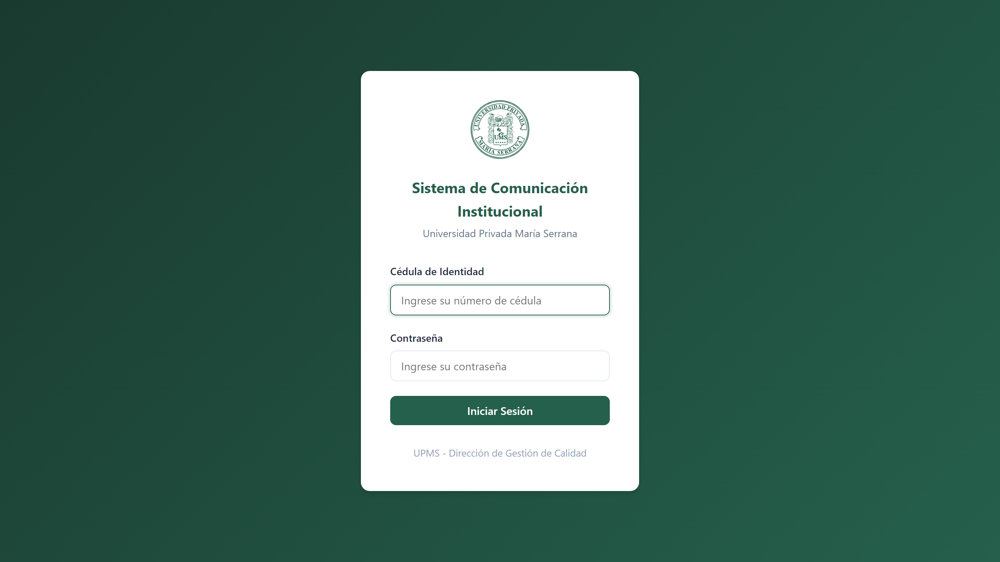 UNIVERSIDAD PRIVADA
UMS
MARIA SERRANA
Sistema de Comunicación
Institucional
Universidad Privada María Serrana
Cédula de Identidad
Ingrese su número de cédula
Contraseña
Ingrese su contraseña
Iniciar Sesión
UPMS - Dirección de Gestión de Calidad